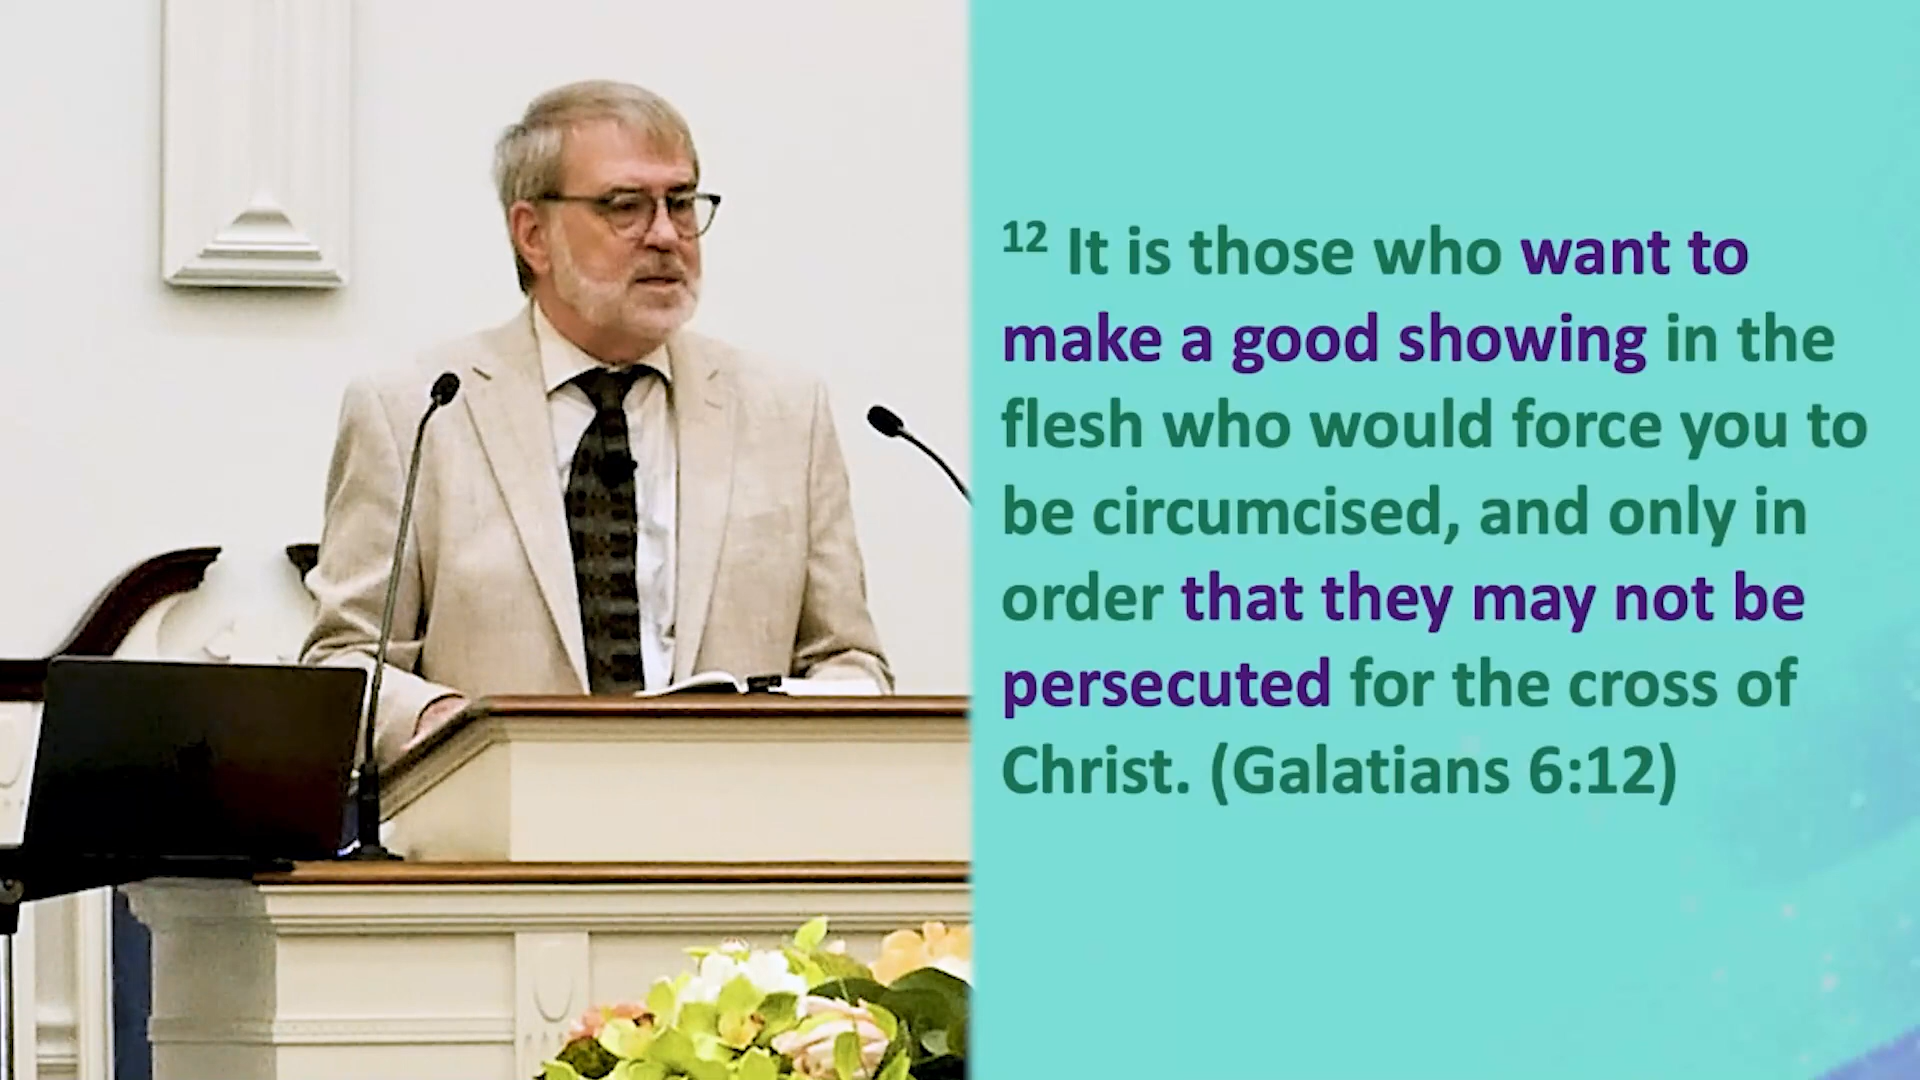 12 It is those who want to
make a good showing in the
flesh who would force you to
be circumcised, and only in
order that they may not be
persecuted for the cross of
Christ. (Galatians 6:12)